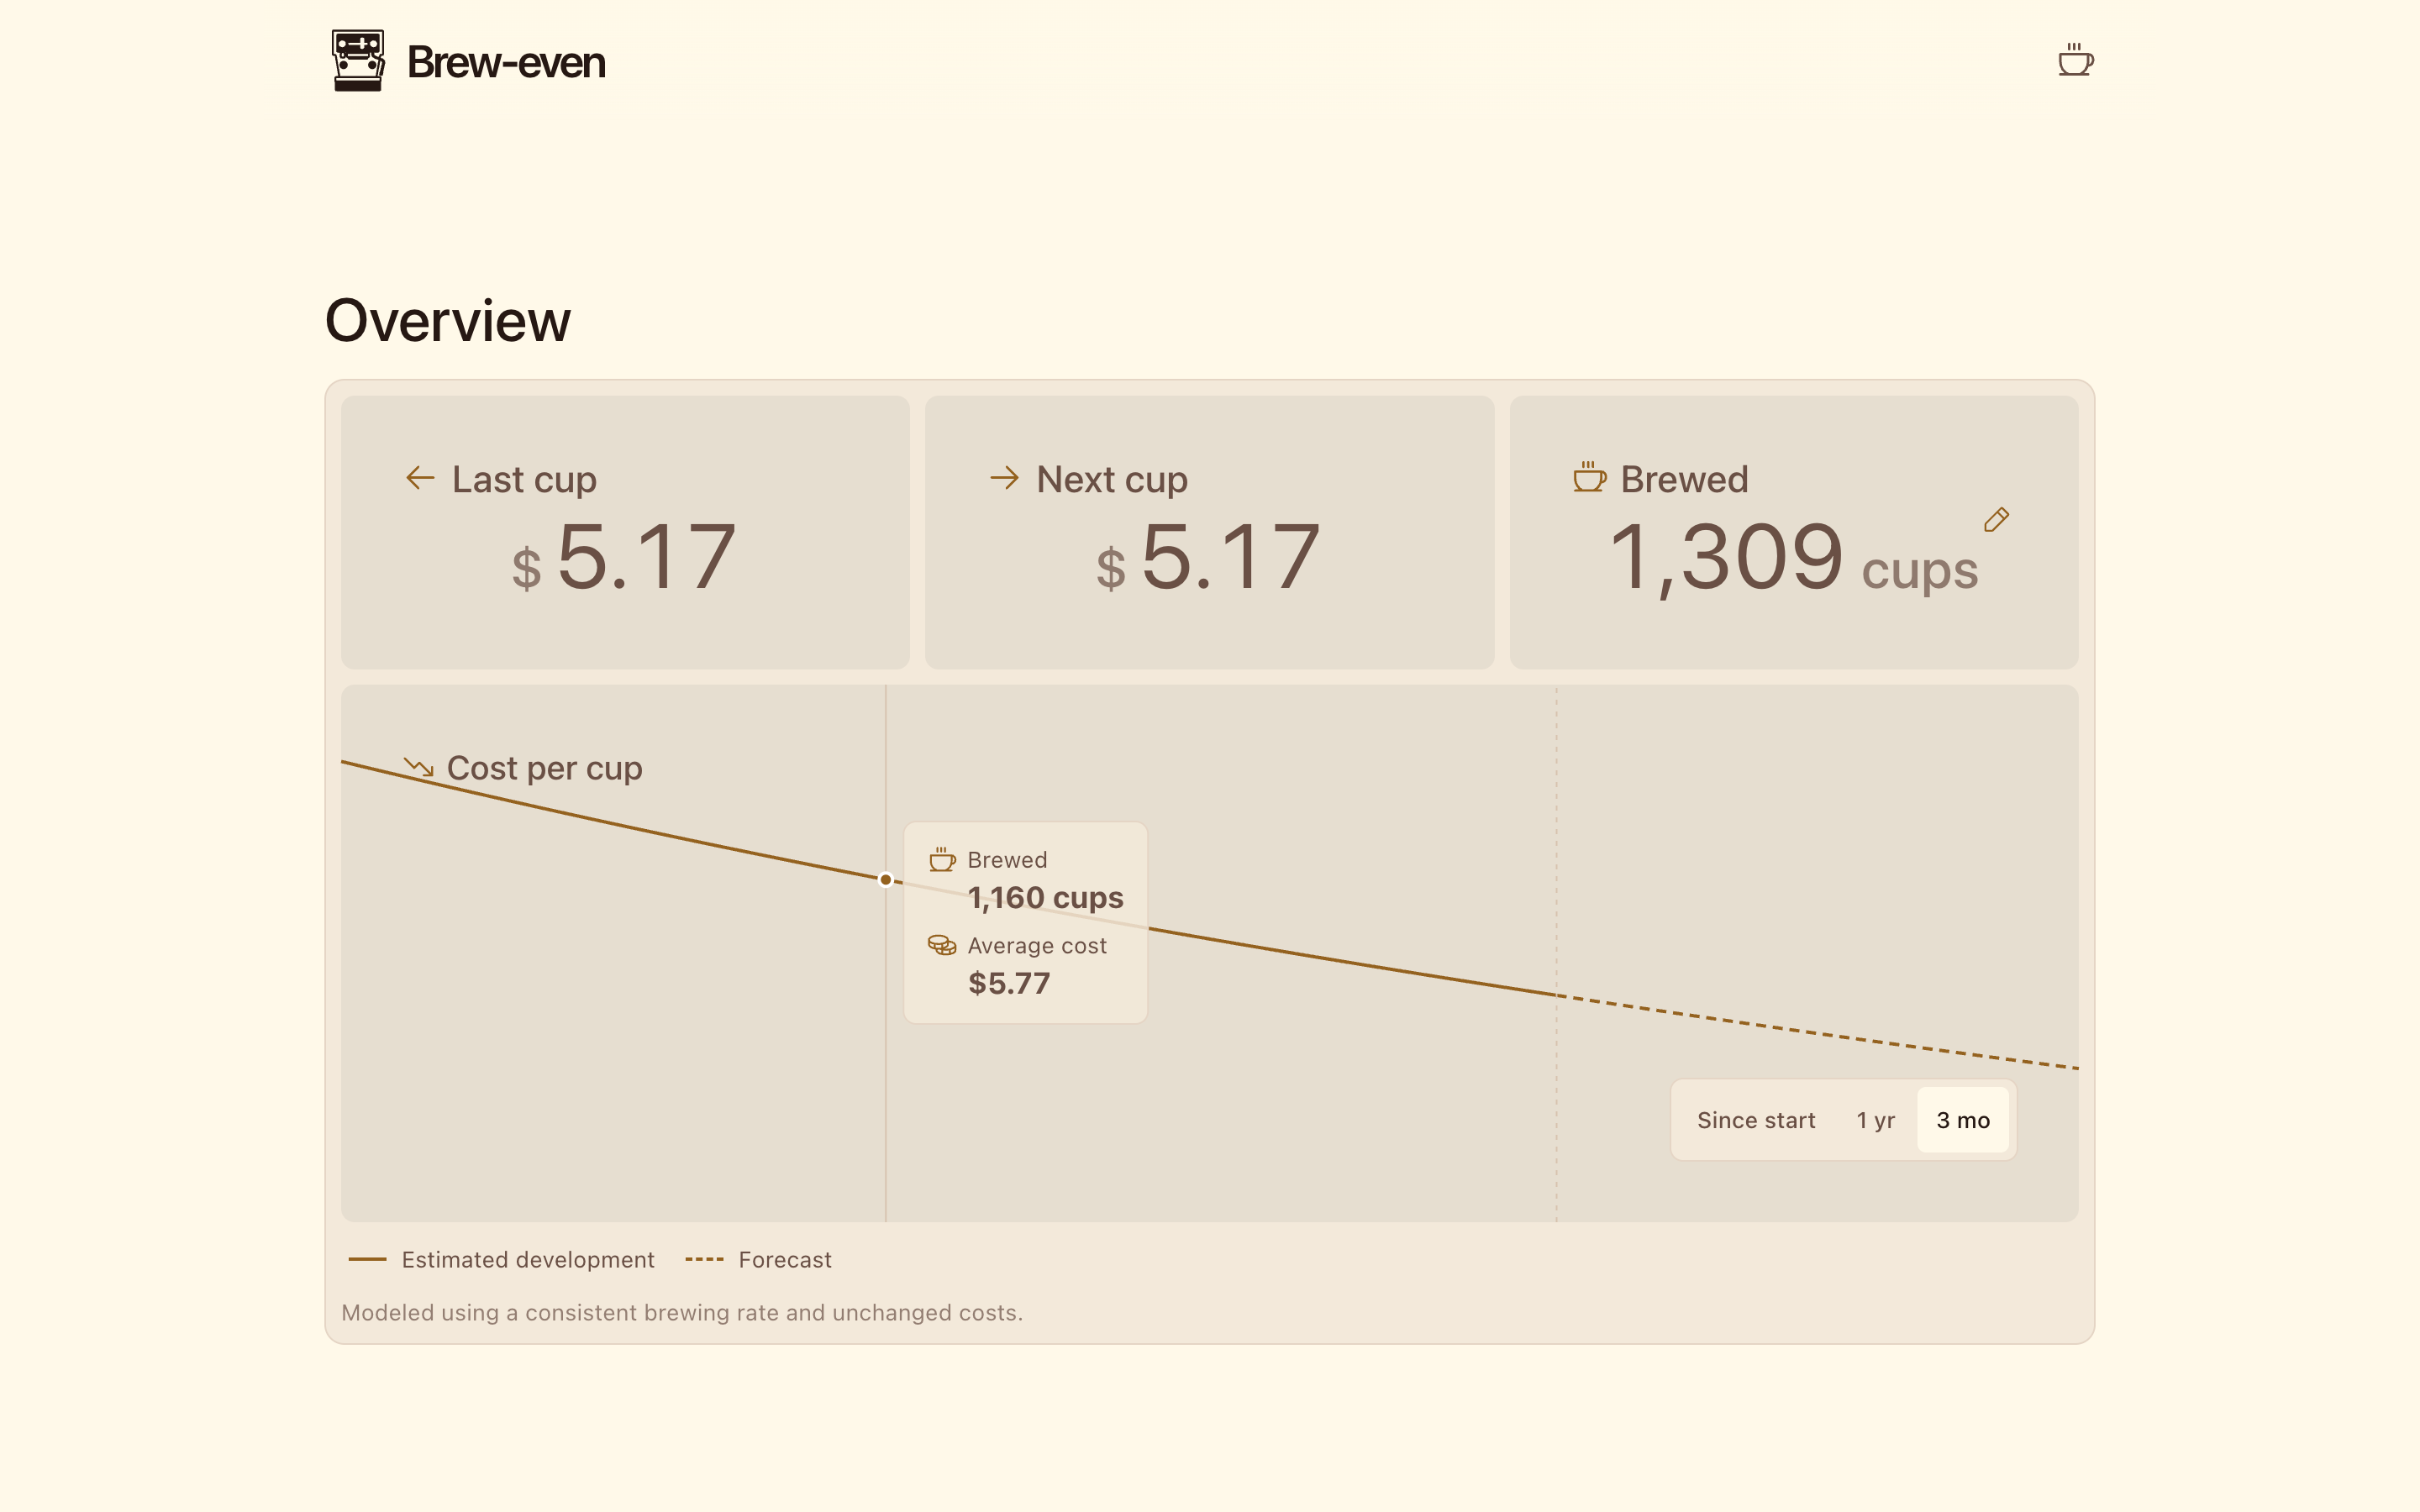 Brew-even
Overview
Last cup
$5.17
Next cup
$5.17
Brewed
1,309 cups
Cost per cup
Brewed
1,160 cups
Average cost
$5.77
Since start
1 yr
3 mo
Estimated development
Forecast
Modeled using a consistent brewing rate and unchanged costs.